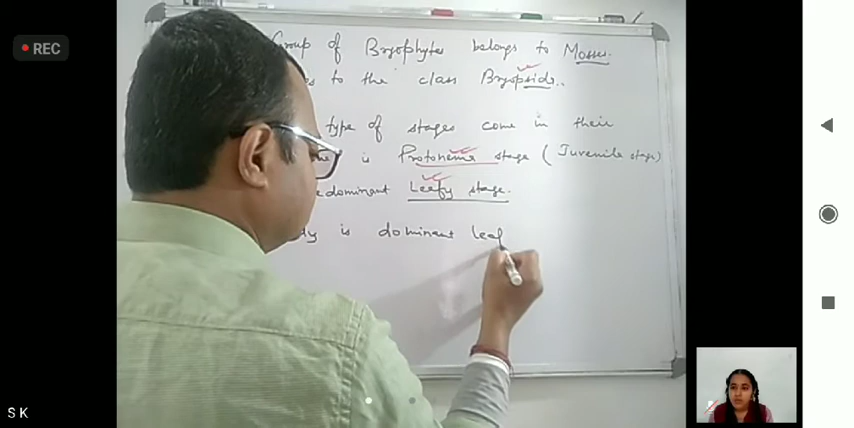 REC
Group of Bryophytes belongs to Mosses.
to the class Bryopsida..
type of stages come in their
is Protonema stage (Juvenile stage)
dominant Leafy stage.
is dominant leaf
S K